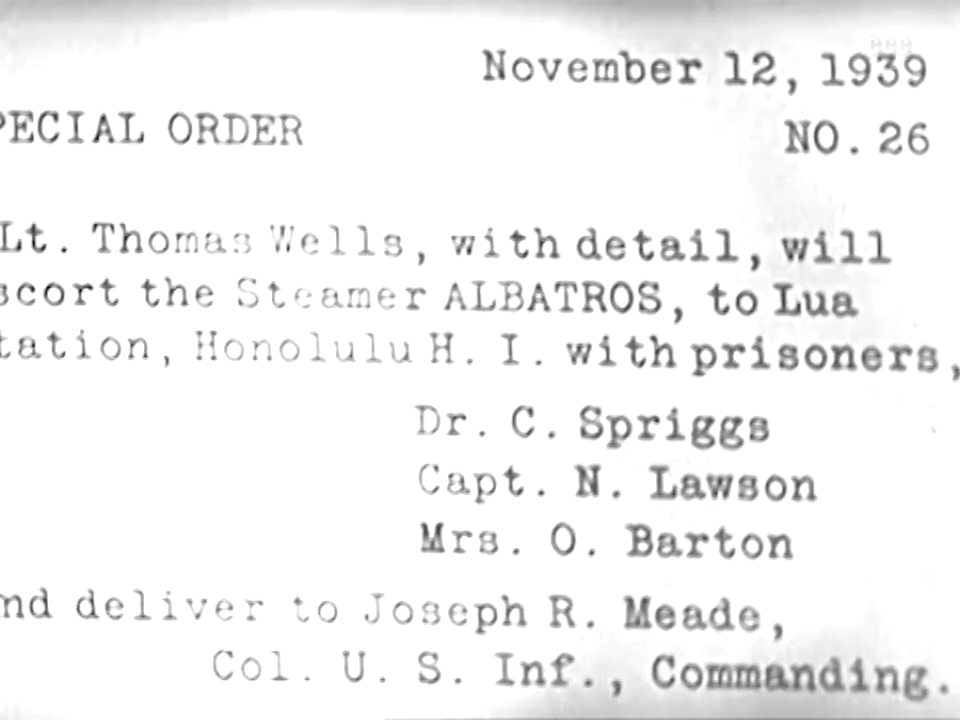 November 12, 1939
PECIAL ORDER NO. 26
Lt. Thomas Wells, with detail, will
scort the Steamer ALBATROS, to Lua
tation, Honolulu H. I. with prisoners,
Dr. C. Spriggs
Capt. N. Lawson
Mrs. O. Barton
nd deliver to Joseph R. Meade,
Col. U. S. Inf., Commanding.